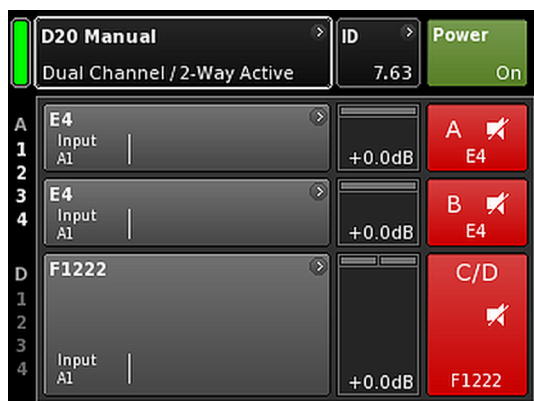 D20 Manual
Dual Channel / 2-Way Active
ID
7.63
Power
On
A
1
2
3
4
E4
Input
A1
+0.0dB
A
E4
E4
Input
A1
+0.0dB
B
E4
D
1
2
3
4
F1222
Input
A1
+0.0dB
C/D
F1222